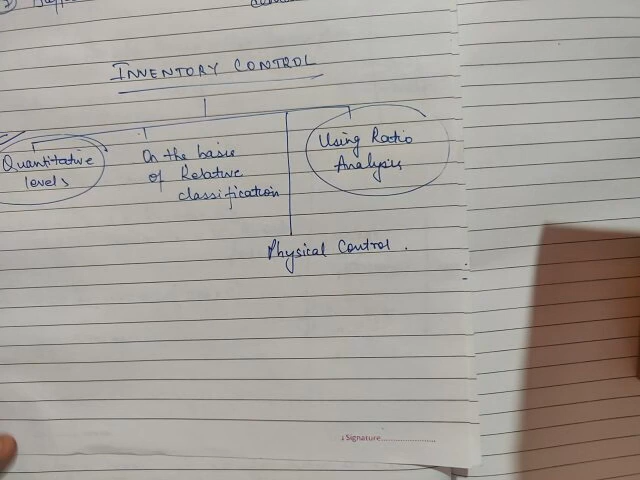 INVENTORY CONTROL
Quantitative
levels
On the basis
of Relative
classification
Using Ratio
Analysis
Physical Control.
Signature........................